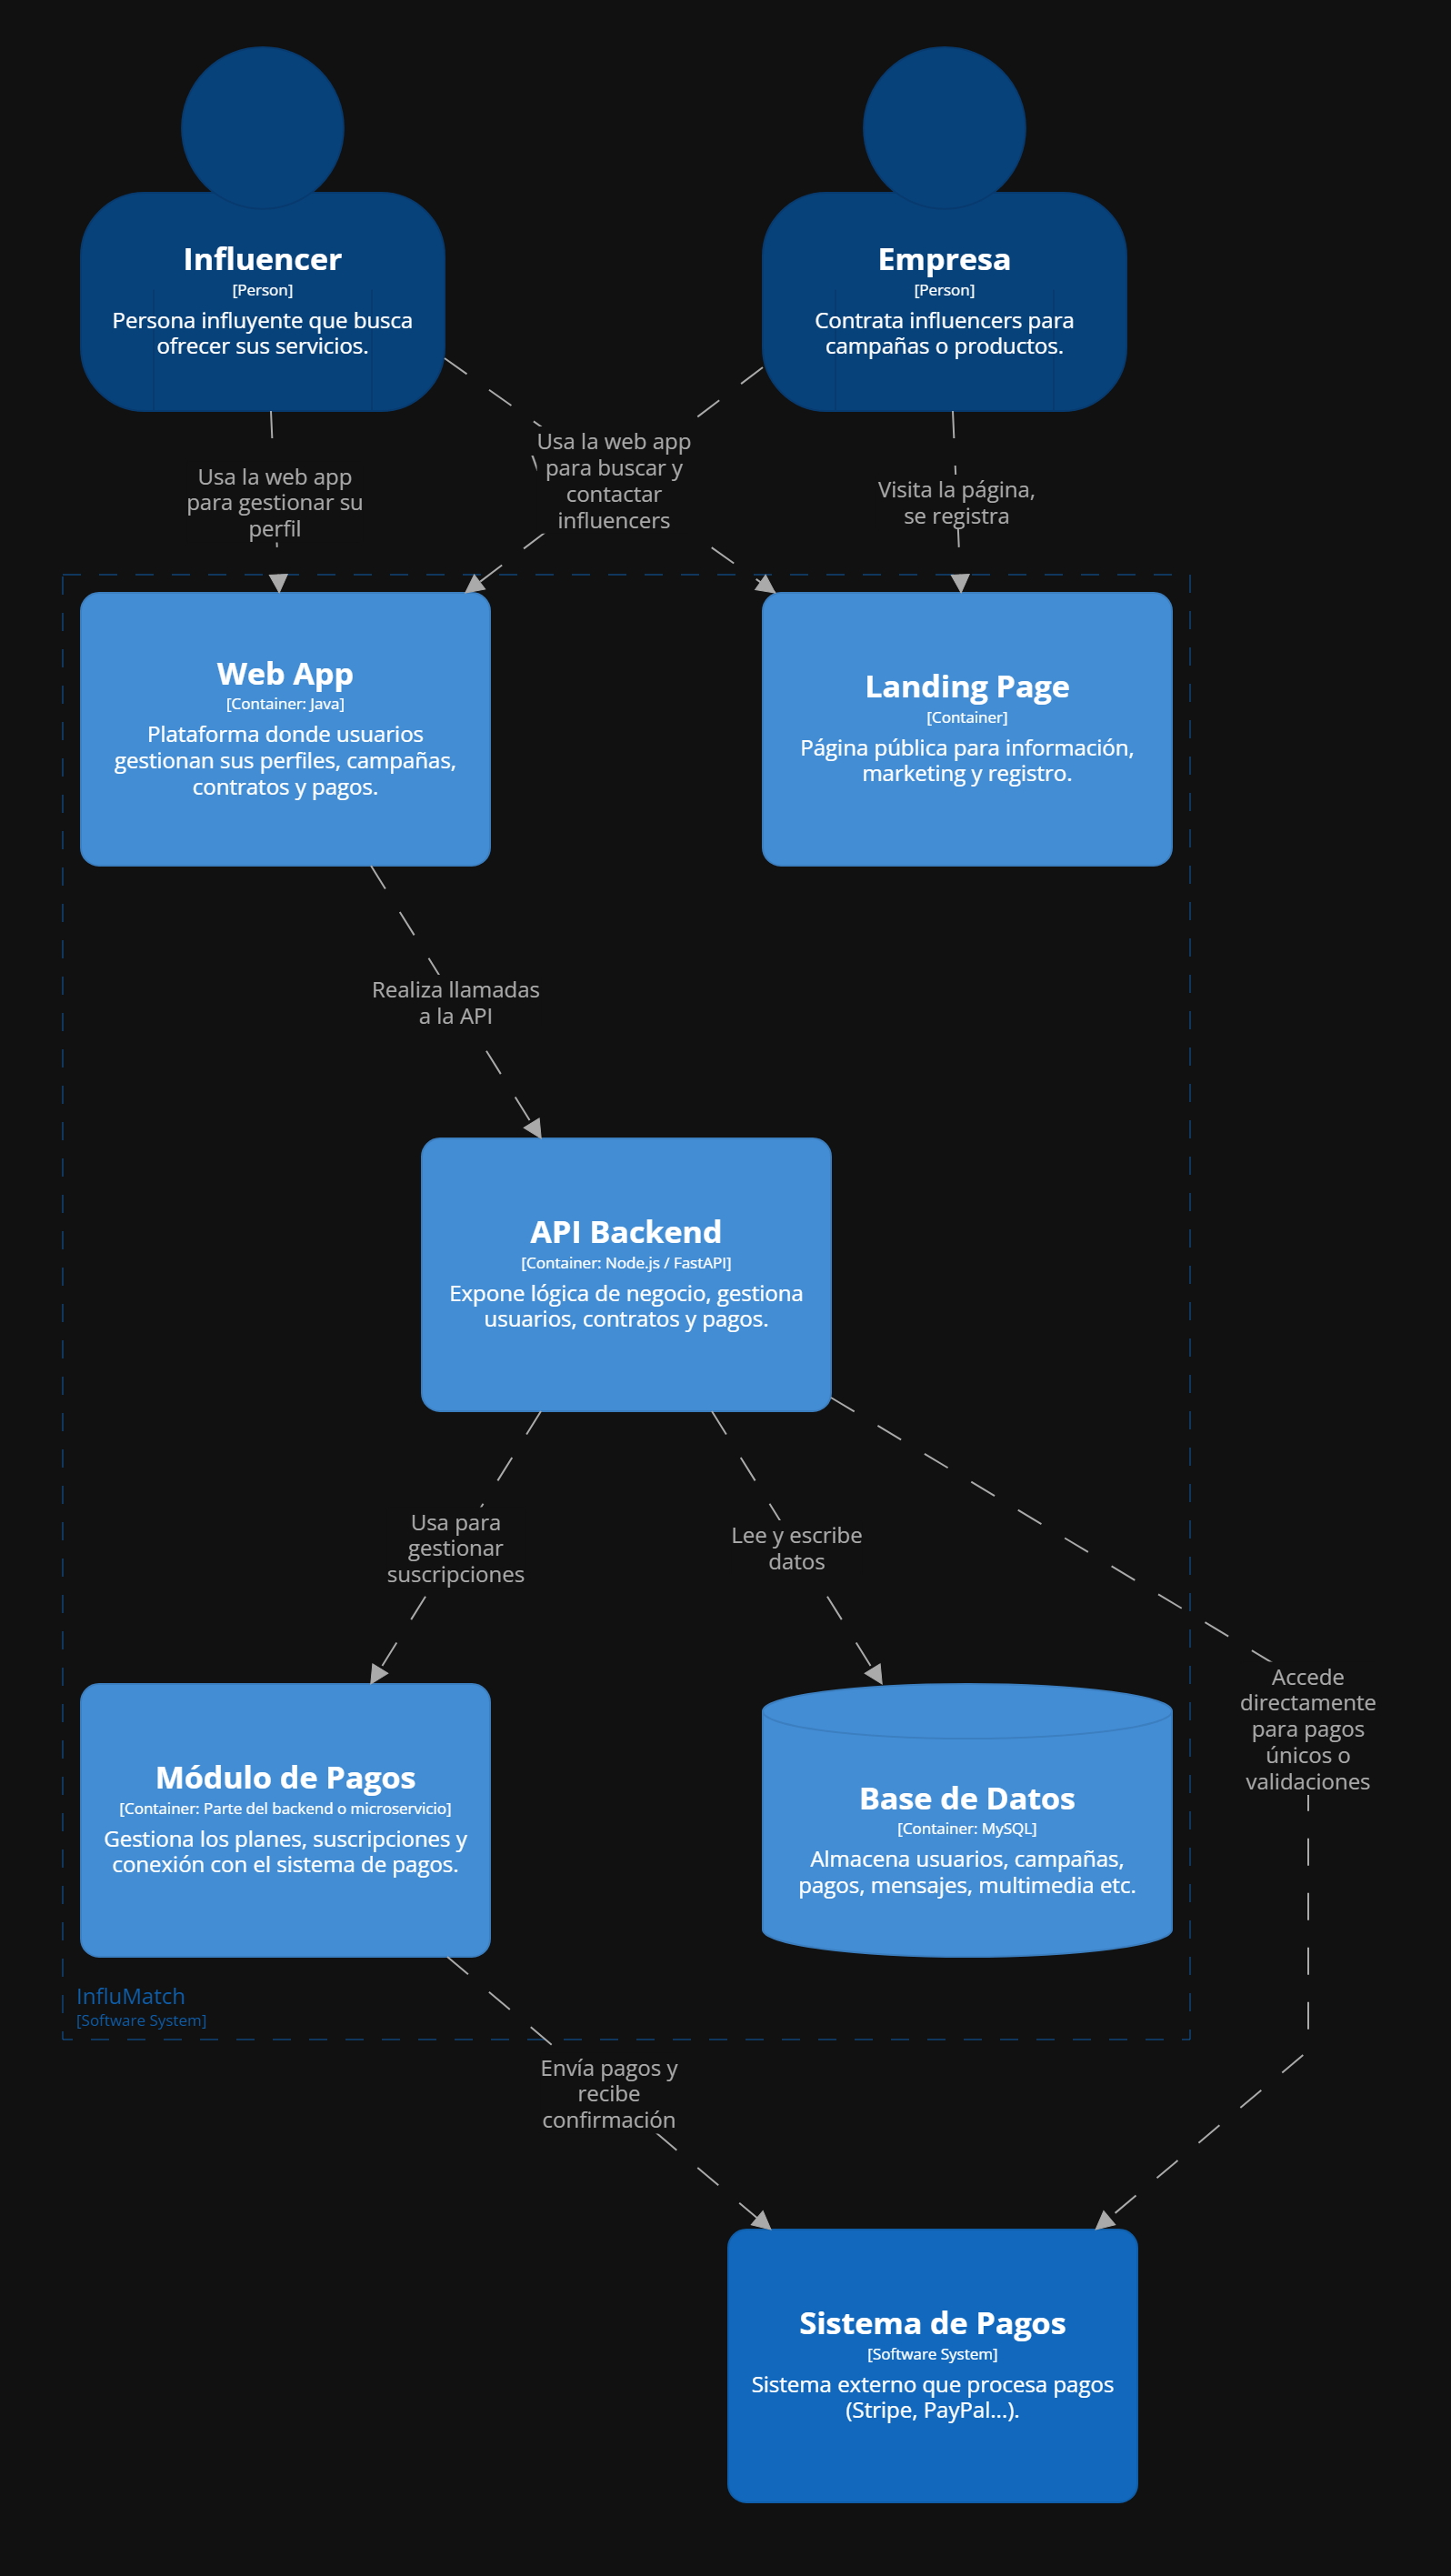 Influencer
[Person]
Persona influyente que busca
ofrecer sus servicios.
Empresa
[Person]
Contrata influencers para
campañas o productos.
Usa la web app
para gestionar su
perfil
Usa la web app
para buscar y
contactar
influencers
Visita la página,
se registra
Web App
[Container: Java]
Plataforma donde usuarios
gestionan sus perfiles, campañas,
contratos y pagos.
Landing Page
[Container]
Página pública para información,
marketing y registro.
Realiza llamadas
a la API
API Backend
[Container: Node.js / FastAPI]
Expone lógica de negocio, gestiona
usuarios, contratos y pagos.
Usa para
gestionar
suscripciones
Lee y escribe
datos
Accede
directamente
para pagos
únicos o
validaciones
Módulo de Pagos
[Container: Parte del backend o microservicio]
Gestiona los planes, suscripciones y
conexión con el sistema de pagos.
Base de Datos
[Container: MySQL]
Almacena usuarios, campañas,
pagos, mensajes, multimedia etc.
InfluMatch
[Software System]
Envía pagos y
recibe
confirmación
Sistema de Pagos
[Software System]
Sistema externo que procesa pagos
(Stripe, PayPal...).